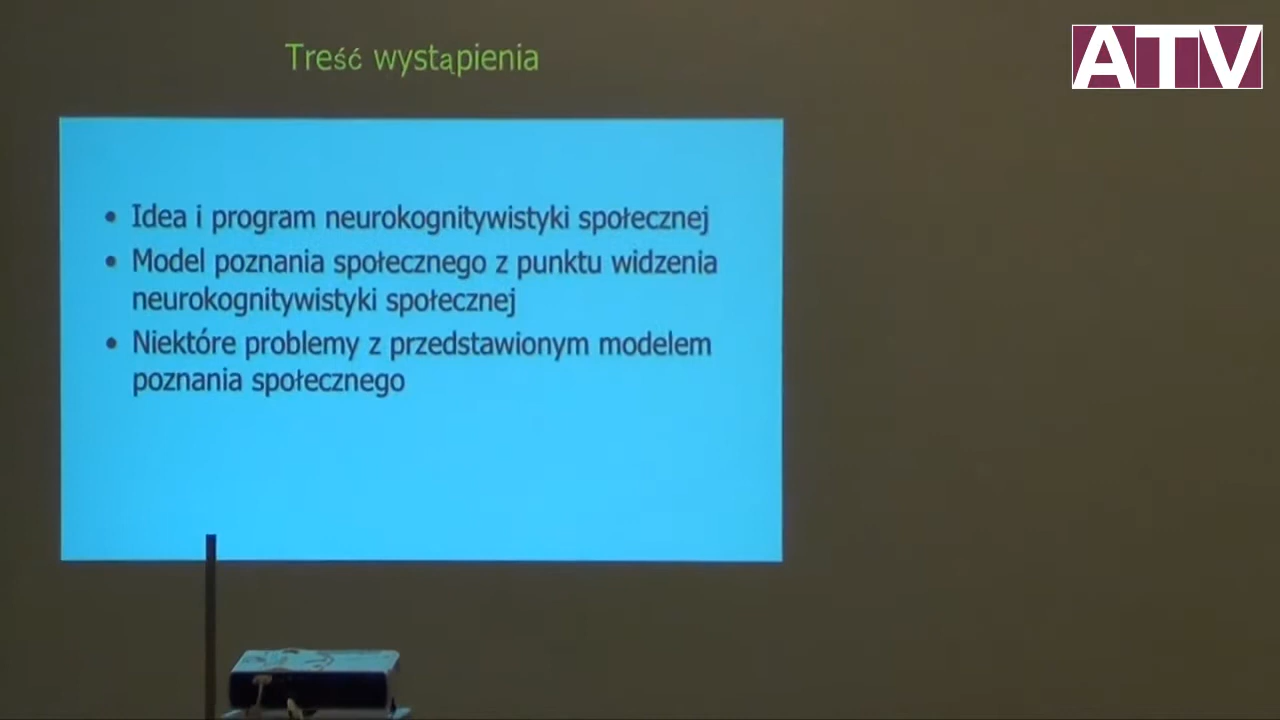 Treść wystąpienia
ATV
• Idea i program neurokognitywistyki społecznej
• Model poznania społecznego z punktu widzenia
neurokognitywistyki społecznej
• Niektóre problemy z przedstawionym modelem
poznania społecznego